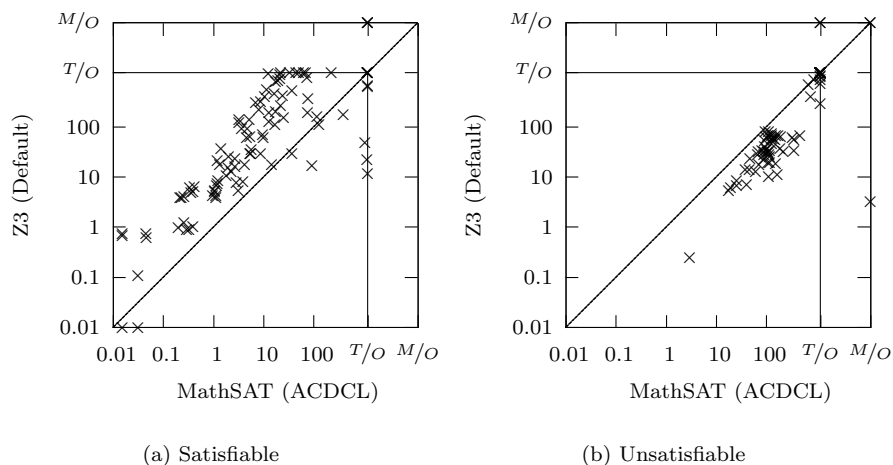 M/O
T/O
100
10
1
0.1
0.01
Z3 (Default)
0.01 0.1 1 10 100 T/O M/O
MathSAT (ACDCL)
(a) Satisfiable
M/O
T/O
100
10
1
0.1
0.01
Z3 (Default)
0.01 0.1 1 10 100 T/O M/O
MathSAT (ACDCL)
(b) Unsatisfiable